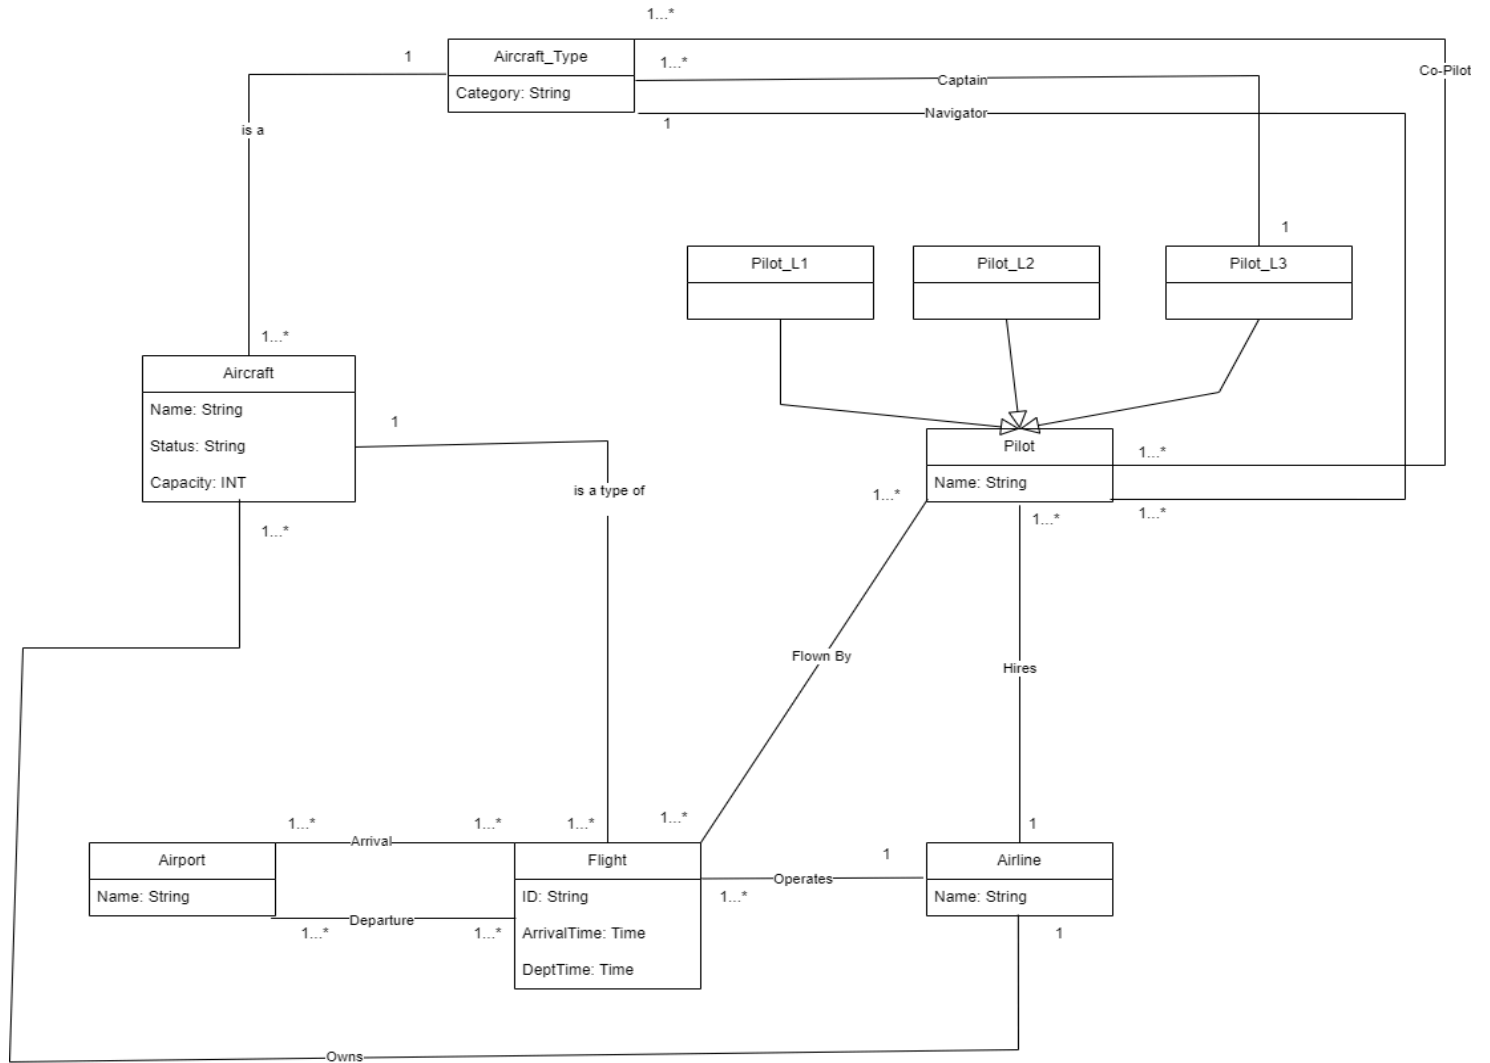 1...*
Aircraft_Type
1
1...*
Co-Pilot
Captain
Category: String
Navigator
1
is a
1
Pilot_L1
Pilot_L2
Pilot_L3
1...*
Aircraft
Name: String
1
Status: String
Pilot
1...*
Capacity: INT
is a type of
Name: String
1...*
1...*
1...*
1...*
Flown By
Hires
1...*
1...*
1...*
1...*
1
Arrival
Airport
Flight
1
Airline
Operates
Name: String
ID: String
1...*
Name: String
Departure
1...*
1...*
ArrivalTime: Time
1
DeptTime: Time
Owns